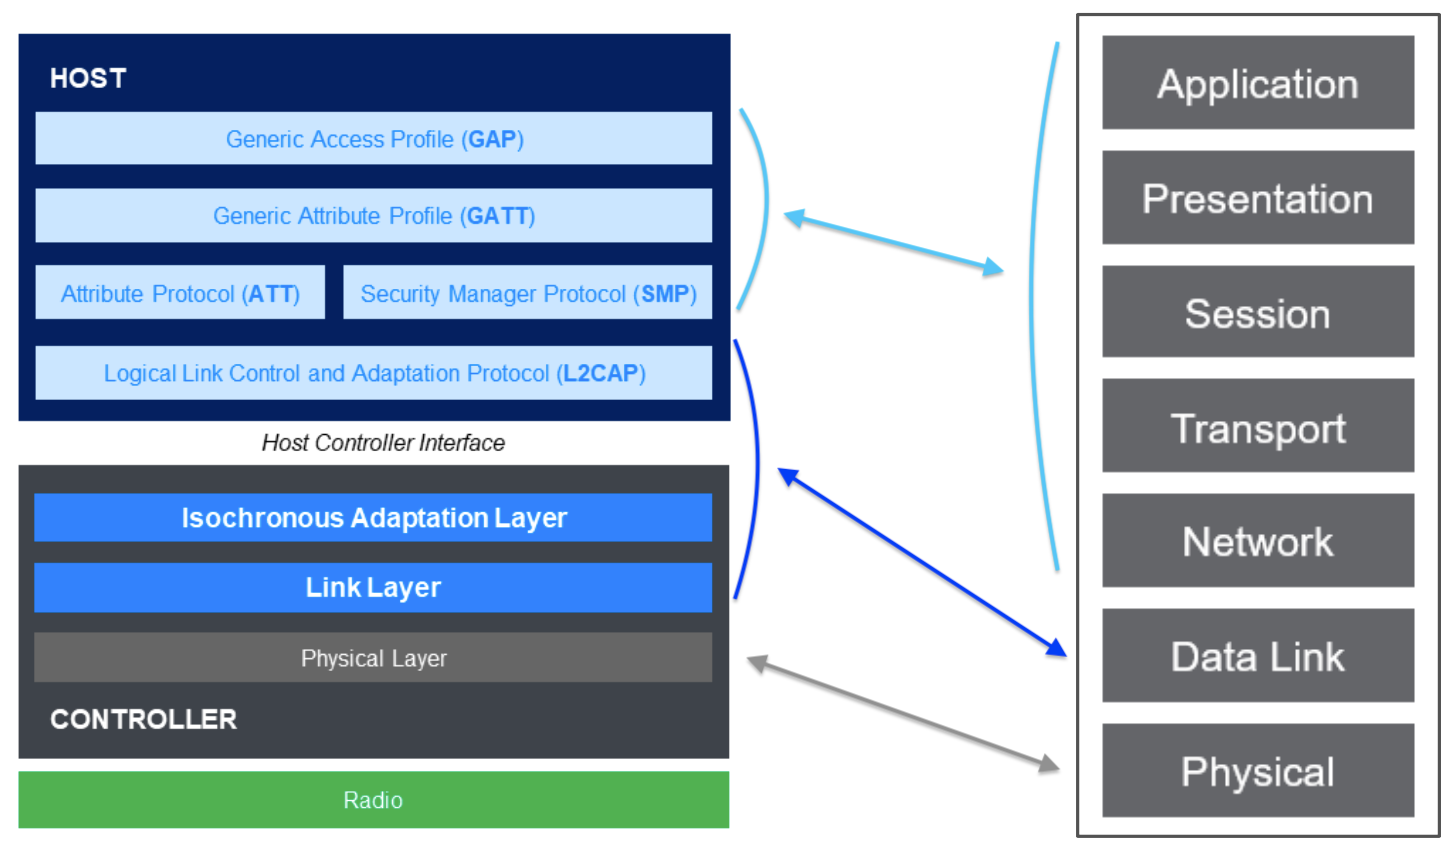 HOST
Generic Access Profile (GAP)
Generic Attribute Profile (GATT)
Attribute Protocol (ATT)
Security Manager Protocol (SMP)
Logical Link Control and Adaptation Protocol (L2CAP)
Host Controller Interface
Isochronous Adaptation Layer
Link Layer
Physical Layer
CONTROLLER
Radio
Application
Presentation
Session
Transport
Network
Data Link
Physical